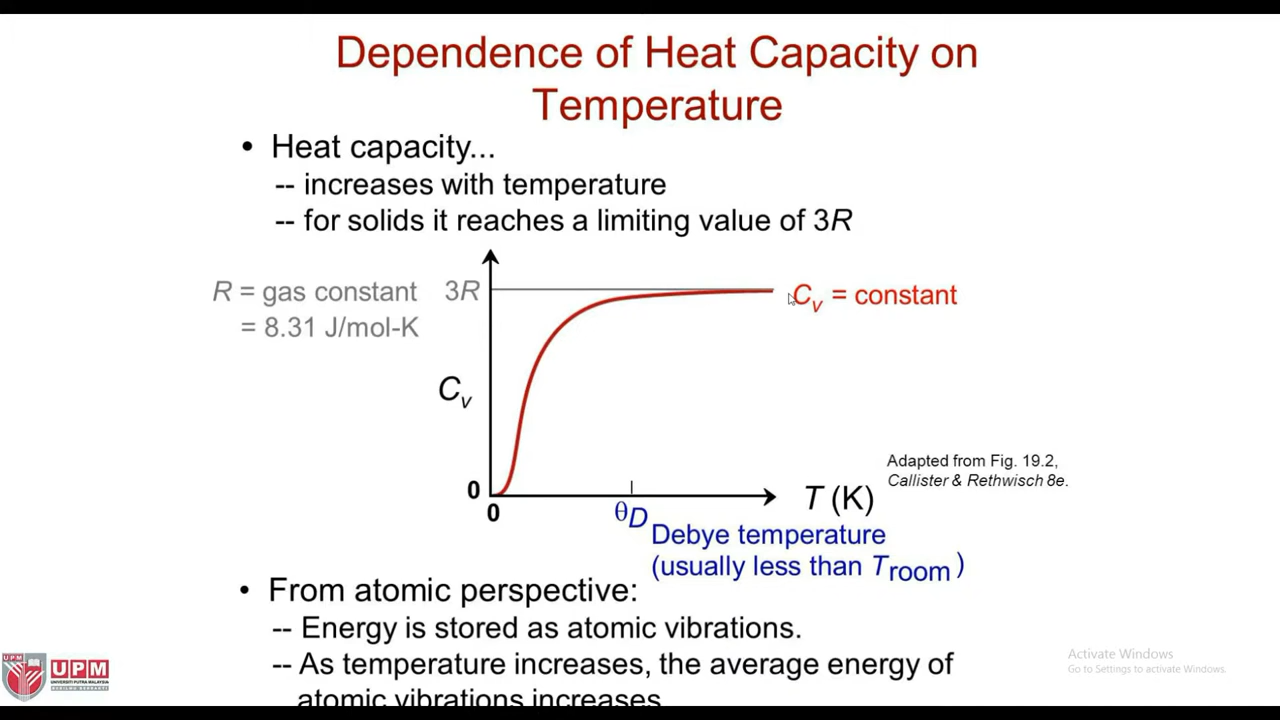 Dependence of Heat Capacity on
Temperature
• Heat capacity...
-- increases with temperature
-- for solids it reaches a limiting value of 3R
R = gas constant
= 8.31 J/mol-K
3R
Cv = constant
Cv
Adapted from Fig. 19.2,
Callister & Rethwisch 8e.
0
0
T (K)
θD
Debye temperature
(usually less than Troom)
• From atomic perspective:
-- Energy is stored as atomic vibrations.
-- As temperature increases, the average energy of
atomic vibrations increases
Activate Windows
Go to Settings to activate Windows.
UPM
UPM
UNIVERSITI PUTRA MALAYSIA